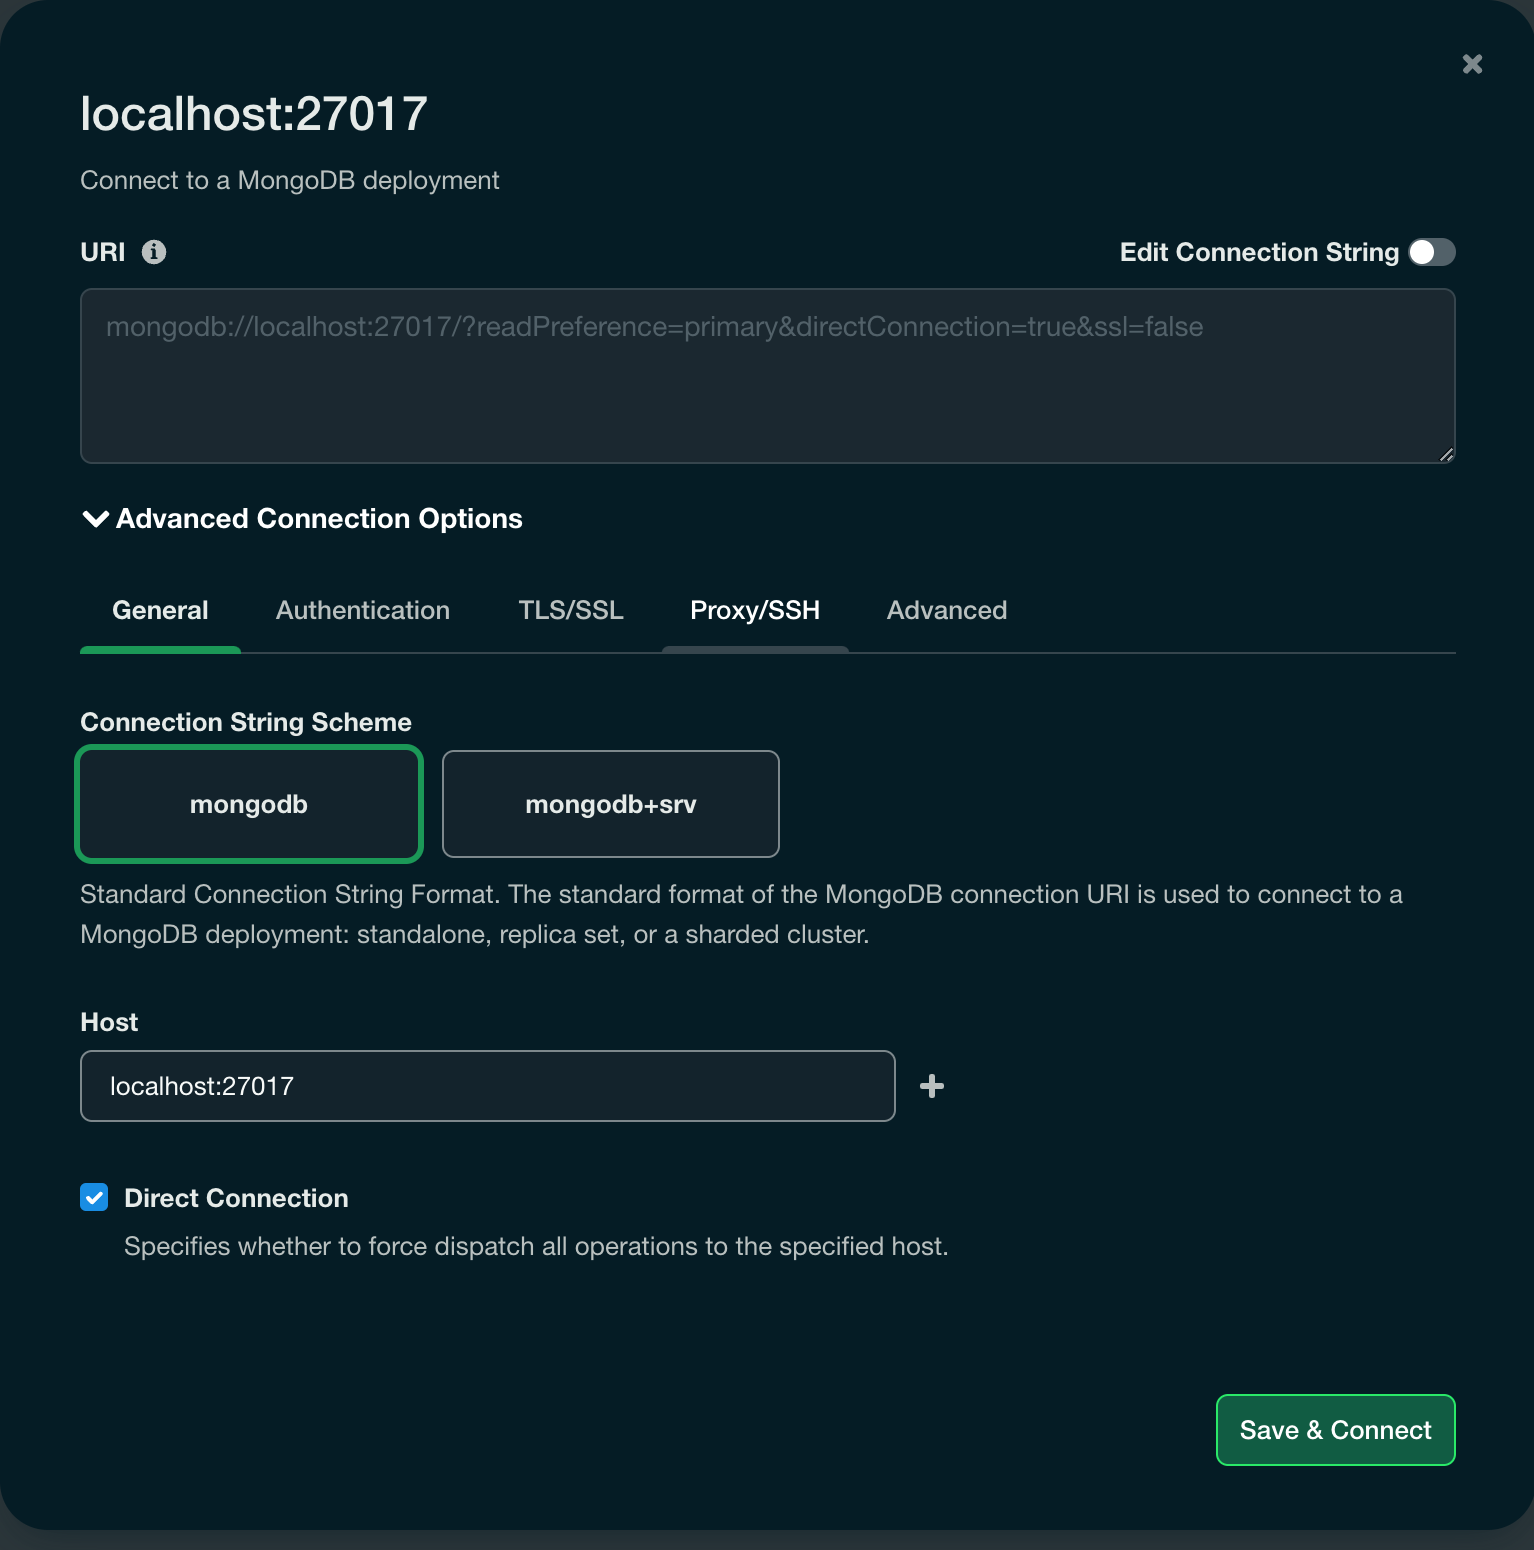 localhost:27017
Connect to a MongoDB deployment
URI
Edit Connection String
mongodb://localhost:27017/?readPreference=primary&directConnection=true&ssl=false
Advanced Connection Options
General Authentication TLS/SSL Proxy/SSH Advanced
Connection String Scheme
mongodb mongodb+srv
Standard Connection String Format. The standard format of the MongoDB connection URI is used to connect to a
MongoDB deployment: standalone, replica set, or a sharded cluster.
Host
localhost:27017
Direct Connection
Specifies whether to force dispatch all operations to the specified host.
Save & Connect